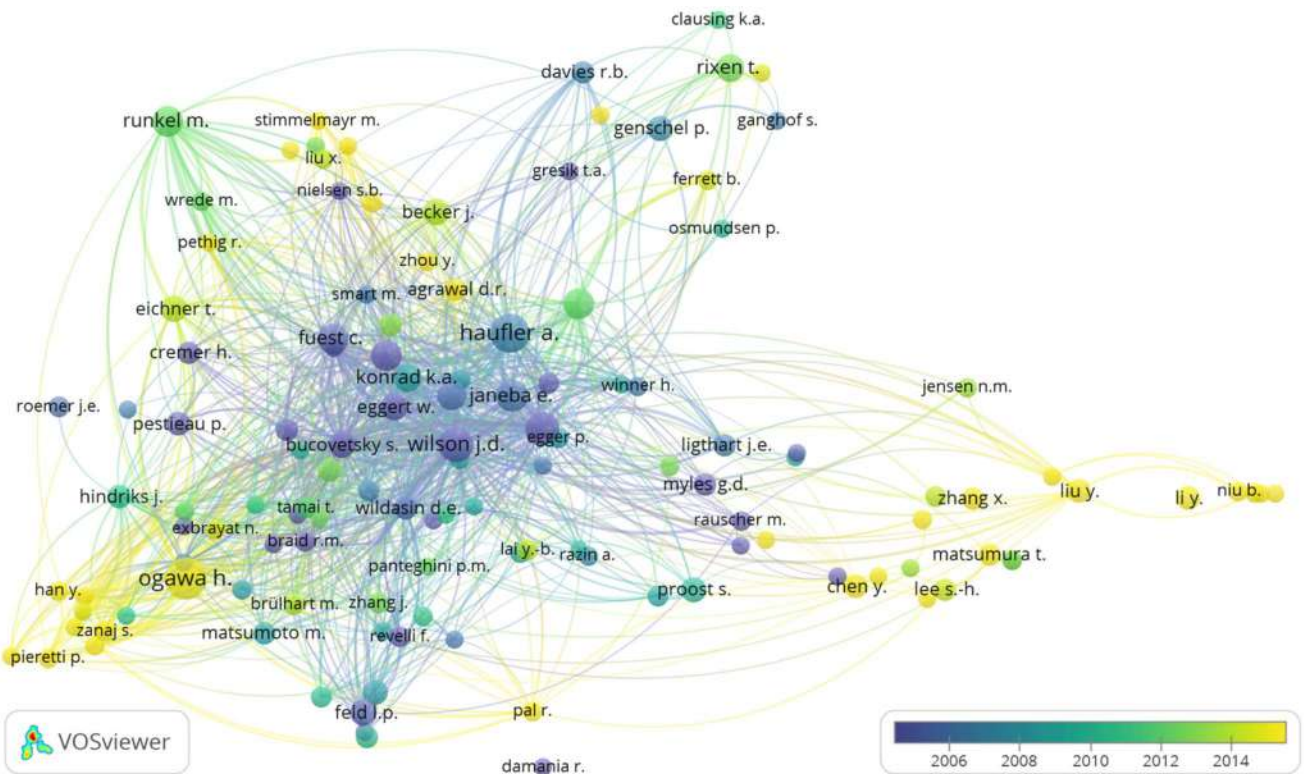 clausing k.a.
davies r.b.
rixen t.
runkel m.
stimmelmayr m.
genschel p.
ganghof s.
liu x.
gresik t.a.
nielsen s.b.
ferrett b.
wrede m.
becker j.
osmundsen p.
pethig r.
zhou y.
smart m.
agrawal d.r.
eichner t.
haufler a.
fuest c.
cremer h.
konrad k.a.
winner h.
jensen n.m.
janeba e.
roemer j.e.
eggert w.
pestieau p.
bucovetsky s.
wilson j.d.
egger p.
ligthart j.e.
myles g.d.
liu y.
li y.
niu b.
hindriks j.
tamai t.
wildasin d.e.
zhang x.
exbrayat n.
rauscher m.
braid r.m.
lai y.-b.
razin a.
matsumura t.
ogawa h.
panteghini p.m.
han y.
proost s.
chen y.
lee s.-h.
brülhart m.
zhang j.
zanaj s.
matsumoto m.
revelli f.
pieretti p.
feld l.p.
pal r.
VOSviewer
2006 2008 2010 2012 2014
damania r.